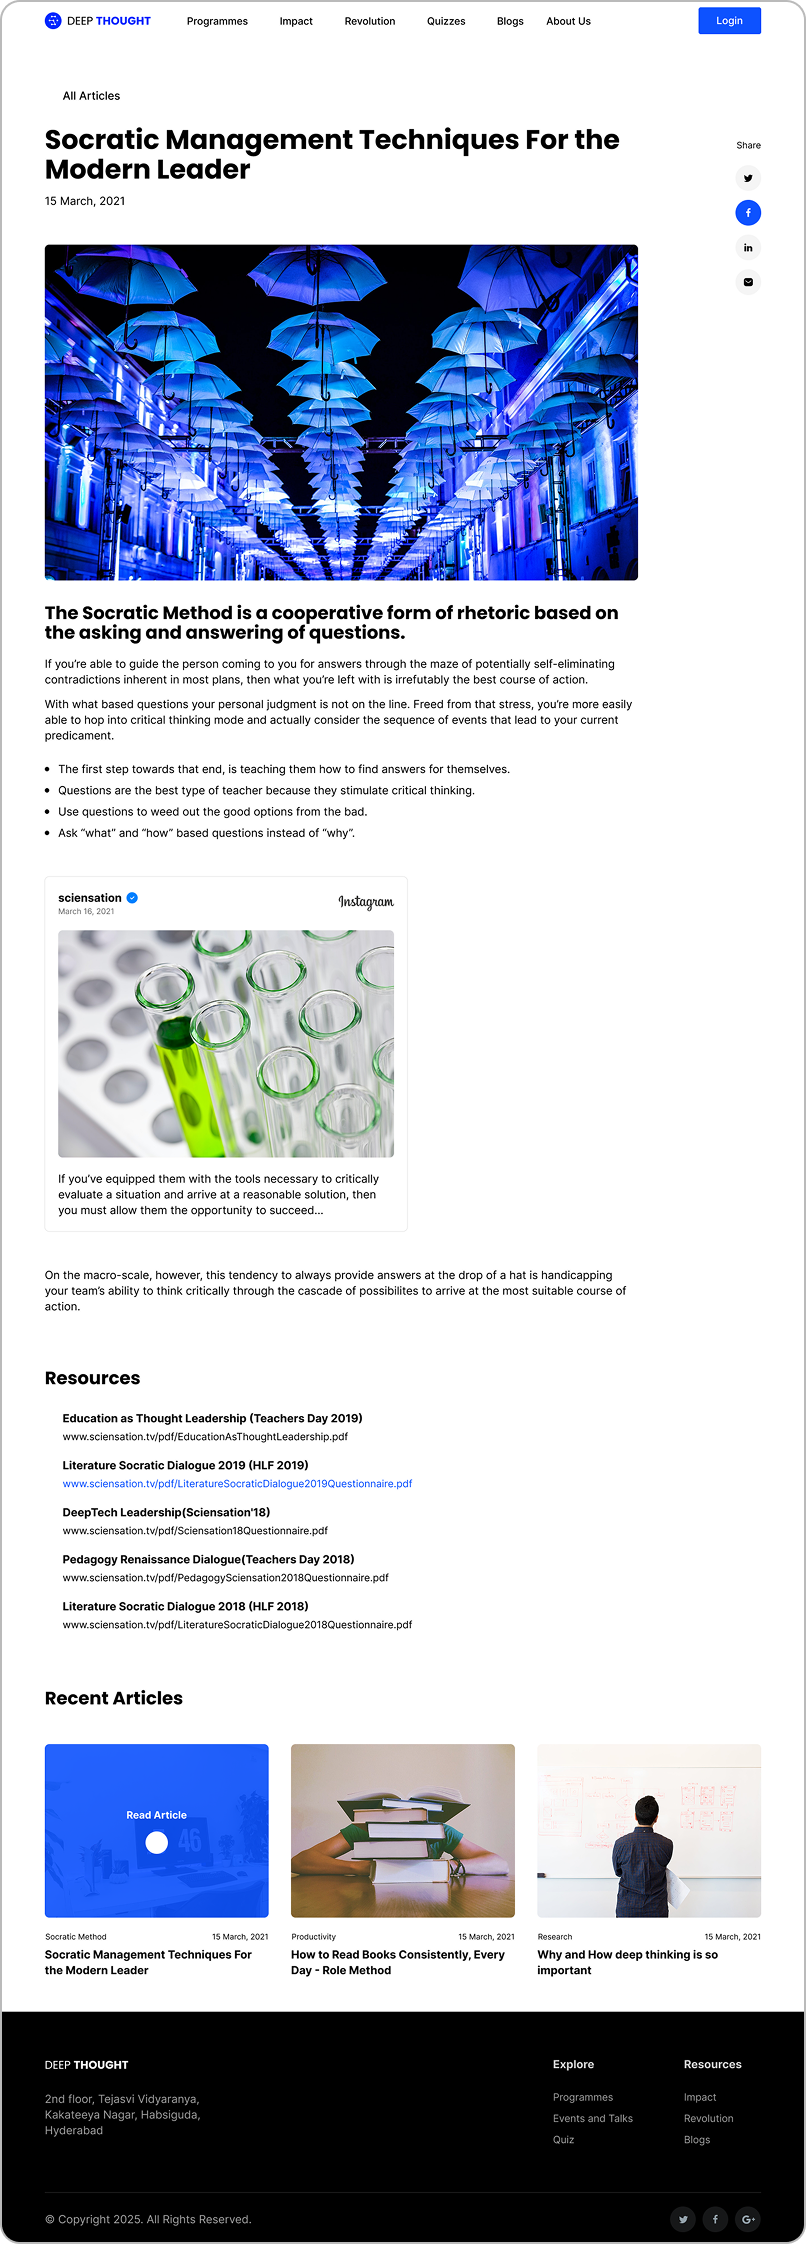 DEEP THOUGHT
Programmes
Impact
Revolution
Quizzes
Blogs
About Us
Login
All Articles
Socratic Management Techniques For the
Modern Leader
15 March, 2021
Share
The Socratic Method is a cooperative form of rhetoric based on
the asking and answering of questions.
If you’re able to guide the person coming to you for answers through the maze of potentially self-eliminating
contradictions inherent in most plans, then what you’re left with is irrefutably the best course of action.
With what based questions your personal judgment is not on the line. Freed from that stress, you’re more easily
able to hop into critical thinking mode and actually consider the sequence of events that lead to your current
predicament.
• The first step towards that end, is teaching them how to find answers for themselves.
• Questions are the best type of teacher because they stimulate critical thinking.
• Use questions to weed out the good options from the bad.
• Ask “what” and “how” based questions instead of “why”.
sciensation
Instagram
March 16, 2021
If you’ve equipped them with the tools necessary to critically
evaluate a situation and arrive at a reasonable solution, then
you must allow them the opportunity to succeed...
On the macro-scale, however, this tendency to always provide answers at the drop of a hat is handicapping
your team’s ability to think critically through the cascade of possibilites to arrive at the most suitable course of
action.
Resources
Education as Thought Leadership (Teachers Day 2019)
www.sciensation.tv/pdf/EducationAsThoughtLeadership.pdf
Literature Socratic Dialogue 2019 (HLF 2019)
www.sciensation.tv/pdf/LiteratureSocraticDialogue2019Questionnaire.pdf
DeepTech Leadership(Sciensation'18)
www.sciensation.tv/pdf/Sciensation18Questionnaire.pdf
Pedagogy Renaissance Dialogue(Teachers Day 2018)
www.sciensation.tv/pdf/PedagogySciensation2018Questionnaire.pdf
Literature Socratic Dialogue 2018 (HLF 2018)
www.sciensation.tv/pdf/LiteratureSocraticDialogue2018Questionnaire.pdf
Recent Articles
Read Article
46
Socratic Method
15 March, 2021
Socratic Management Techniques For
the Modern Leader
Productivity
15 March, 2021
How to Read Books Consistently, Every
Day - Role Method
Research
15 March, 2021
Why and How deep thinking is so
important
DEEP THOUGHT
2nd floor, Tejasvi Vidyaranya,
Kakateeya Nagar, Habsiguda,
Hyderabad
Explore
Programmes
Events and Talks
Quiz
Resources
Impact
Revolution
Blogs
© Copyright 2025. All Rights Reserved.